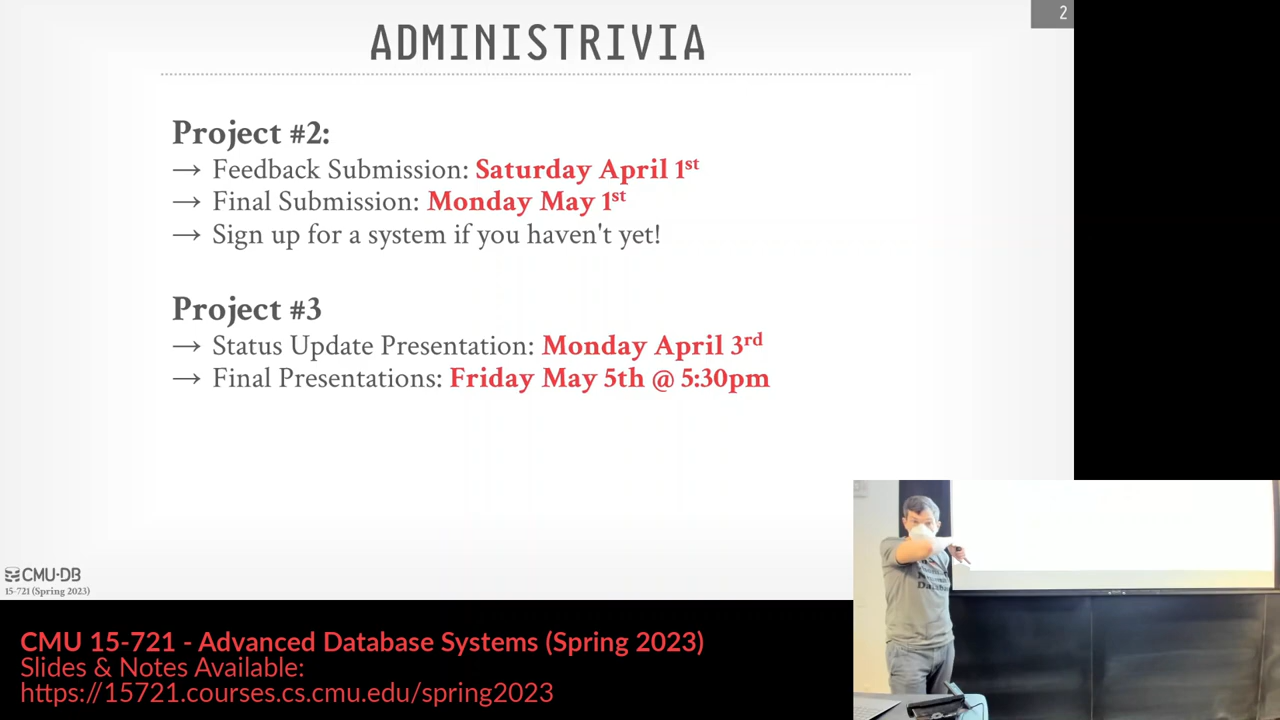 2
ADMINISTRIVIA
Project #2:
→ Feedback Submission: Saturday April 1st
→ Final Submission: Monday May 1st
→ Sign up for a system if you haven't yet!
Project #3
→ Status Update Presentation: Monday April 3rd
→ Final Presentations: Friday May 5th @ 5:30pm
CMU·DB
15-721 (Spring 2023)
CMU 15-721 - Advanced Database Systems (Spring 2023)
Slides & Notes Available:
https://15721.courses.cs.cmu.edu/spring2023